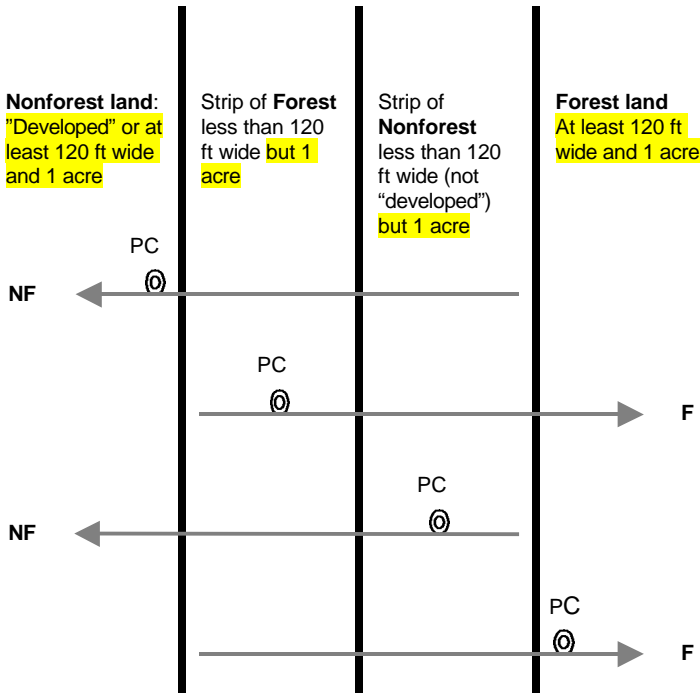 Nonforest land:
”Developed” or at
least 120 ft wide
and 1 acre
Strip of Forest
less than 120
ft wide but 1
acre
Strip of
Nonforest
less than 120
ft wide (not
“developed”)
but 1 acre
Forest land
At least 120 ft
wide and 1 acre
PC
NF
PC
F
PC
NF
PC
F